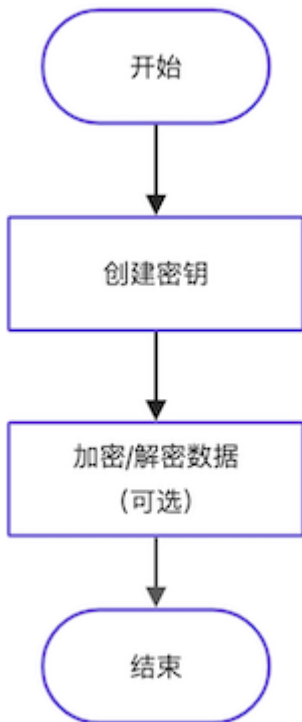 开始
创建密钥
加密/解密数据
（可选）
结束